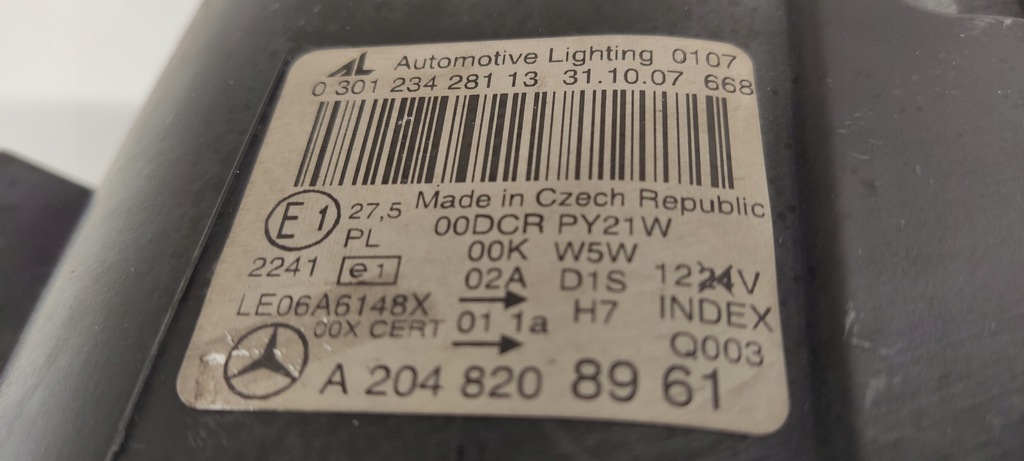 AL Automotive Lighting 0107
0 301 234 281 13 31.10.07 668
Made in Czech Republic
E1 27,5 00DCR PY21W
PL 00K W5W
2241 e1 02A D1S 1224V
LE06A6148X H7 INDEX
00X CERT 01 1a Q003
A 204 820 89 61